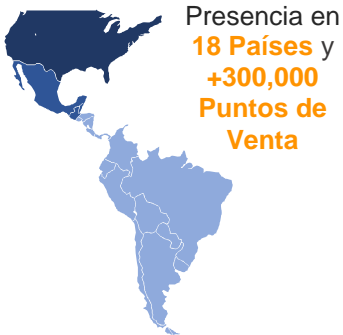 Presencia en
18 Países y
+300,000
Puntos de
Venta